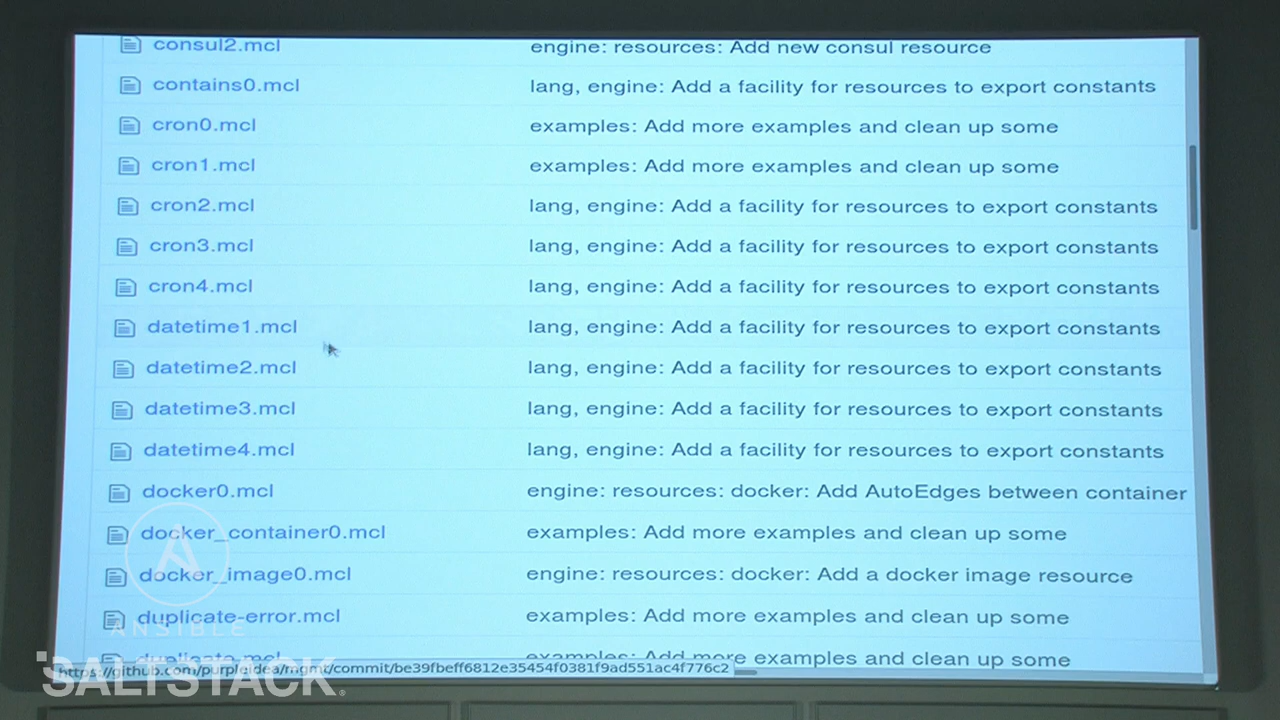 consul2.mcl engine: resources: Add new consul resource
contains0.mcl lang, engine: Add a facility for resources to export constants
cron0.mcl examples: Add more examples and clean up some
cron1.mcl examples: Add more examples and clean up some
cron2.mcl lang, engine: Add a facility for resources to export constants
cron3.mcl lang, engine: Add a facility for resources to export constants
cron4.mcl lang, engine: Add a facility for resources to export constants
datetime1.mcl lang, engine: Add a facility for resources to export constants
datetime2.mcl lang, engine: Add a facility for resources to export constants
datetime3.mcl lang, engine: Add a facility for resources to export constants
datetime4.mcl lang, engine: Add a facility for resources to export constants
docker0.mcl engine: resources: docker: Add AutoEdges between container
docker_container0.mcl examples: Add more examples and clean up some
docker_image0.mcl engine: resources: docker: Add a docker image resource
duplicate-error.mcl examples: Add more examples and clean up some
ANSIBLE
duplicate.mcl examples: Add more examples and clean up some
https://github.com/purpleidea/mgmt/commit/be39fbeff6812e35454f0381f9ad551ac4f776c2
SALTSTACK®